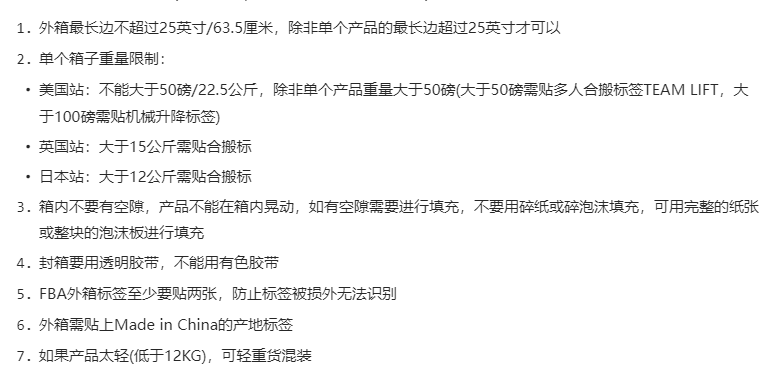 1. 外箱最长边不超过25英寸/63.5厘米，除非单个产品的最长边超过25英寸才可以
2. 单个箱子重量限制：
• 美国站：不能大于50磅/22.5公斤，除非单个产品重量大于50磅(大于50磅需贴多人合搬标签TEAM LIFT，大
于100磅需贴机械升降标签)
• 英国站：大于15公斤需贴合搬标
• 日本站：大于12公斤需贴合搬标
3. 箱内不要有空隙，产品不能在箱内晃动，如有空隙需要进行填充，不要用碎纸或碎泡沫填充，可用完整的纸张
或整块的泡沫板进行填充
4. 封箱要用透明胶带，不能用有色胶带
5. FBA外箱标签至少要贴两张，防止标签被损外无法识别
6. 外箱需贴上Made in China的产地标签
7. 如果产品太轻(低于12KG)，可轻重货混装